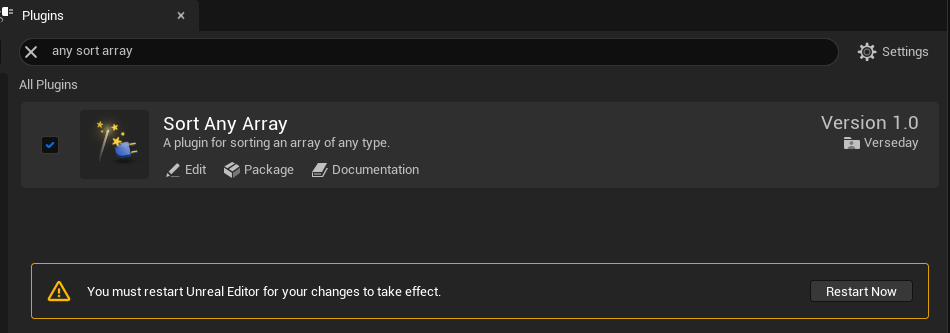 Plugins
any sort array
Settings
All Plugins
Sort Any Array
Version 1.0
A plugin for sorting an array of any type.
Verseday
Edit
Package
Documentation
You must restart Unreal Editor for your changes to take effect.
Restart Now